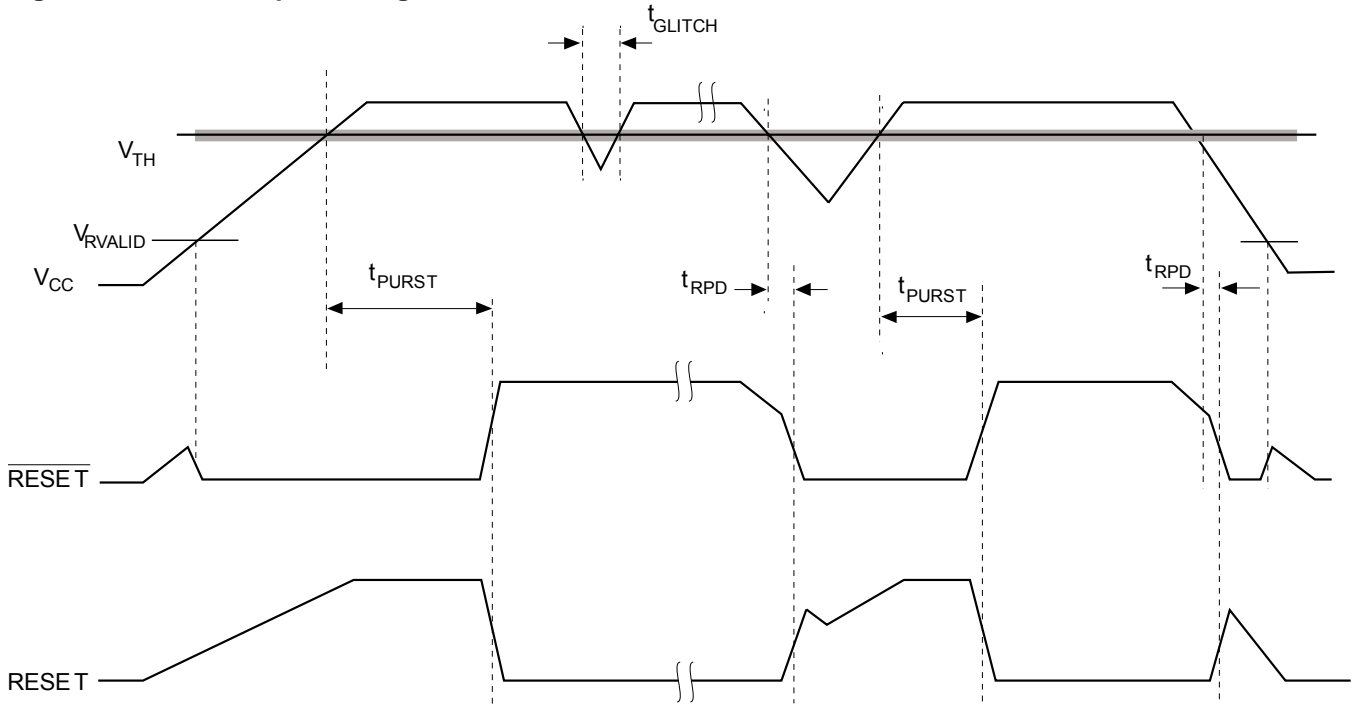 tGLITCH
VTH
VRVALID
VCC
tPURST
tRPD
tPURST
tRPD
RESET
RESET